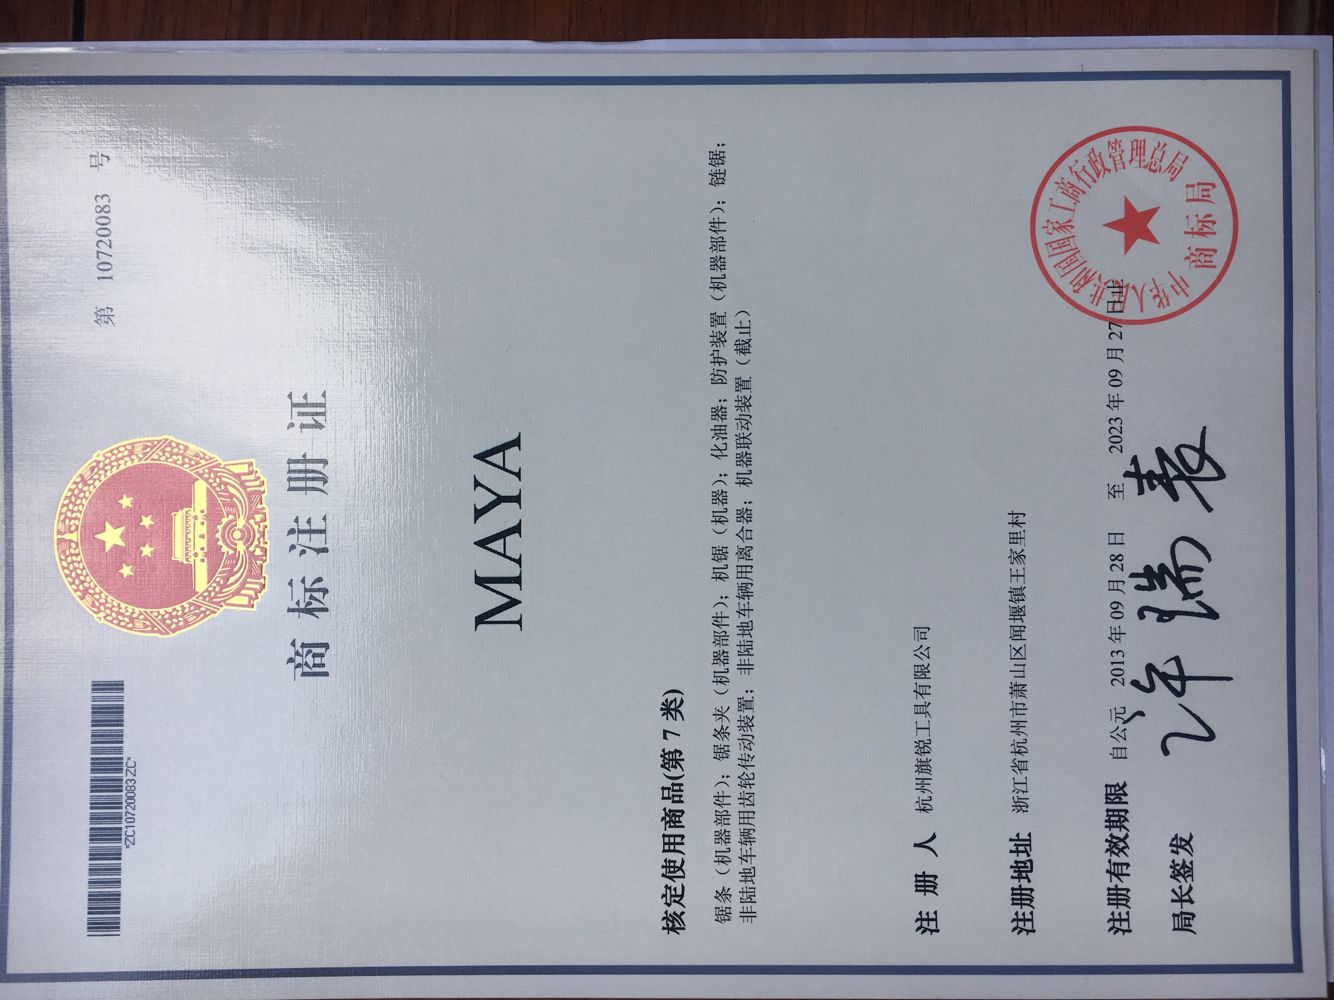 *ZC10720083ZC*
第 10720083 号
商标注册证
MAYA
核定使用商品(第 7 类)
锯条（机器部件）；锯条夹（机器部件）；机锯（机器）；化油器；防护装置（机器部件）；链锯；
非陆地车辆用齿轮传动装置；非陆地车辆用离合器；机器联动装置（截止）
注册人 杭州旗锐工具有限公司
注册地址 浙江省杭州市萧山区闻堰镇王家里村
注册有效期限 自公元 2013 年 09 月 28 日 至 2023 年 09 月 27 日止
局长签发 许瑞表
中华人民共和国国家工商行政管理总局
商标局